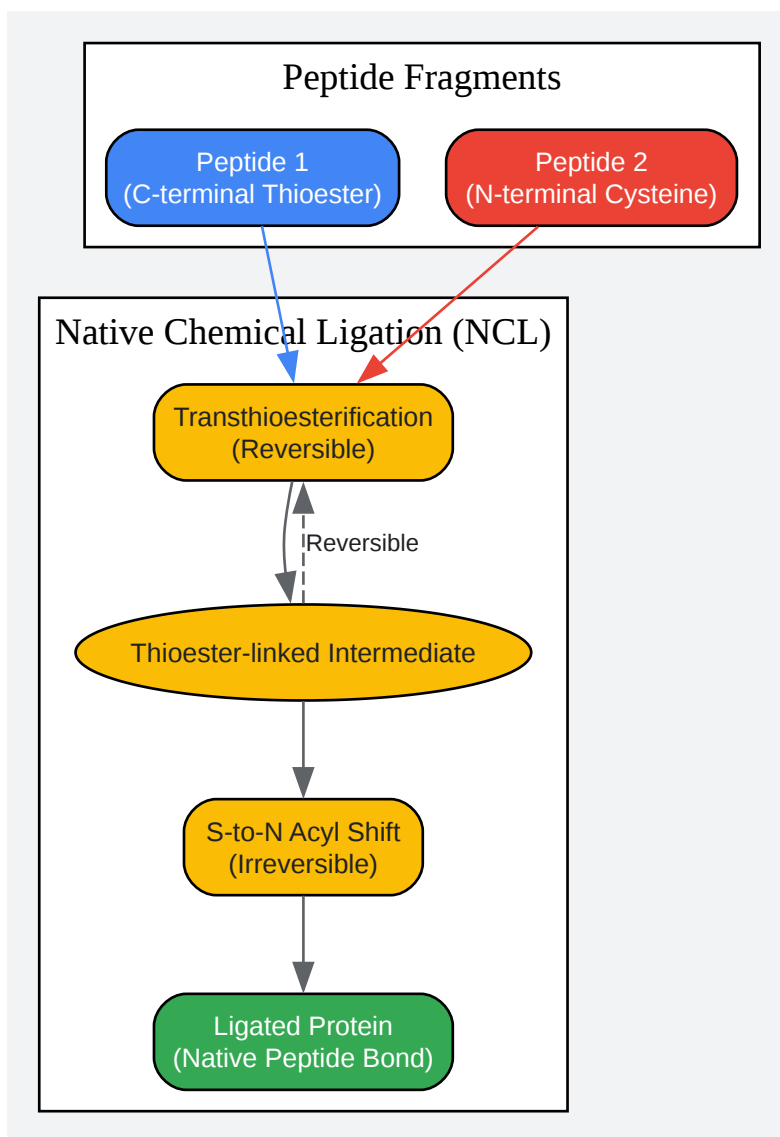 Peptide Fragments
Peptide 1
(C-terminal Thioester)
Peptide 2
(N-terminal Cysteine)
Native Chemical Ligation (NCL)
Transthioesterification
(Reversible)
Reversible
Thioester-linked Intermediate
S-to-N Acyl Shift
(Irreversible)
Ligated Protein
(Native Peptide Bond)